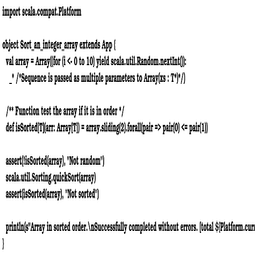 import scala.compat.Platform
object Sort_an_integer_array extends App {
val array = Array((for (i <- 0 to 10) yield scala.util.Random.nextInt()):
_* /*Sequence is passed as multiple parameters to Array(xs : T*)*/)
/** Function test the array if it is in order */
def isSorted[T](arr: Array[T]) = array.sliding(2).forall(pair => pair(0) <= pair(1))
assert(!isSorted(array), "Not random")
scala.util.Sorting.quickSort(array)
assert(isSorted(array), "Not sorted")
println(s"Array in sorted order.\nSuccessfully completed without errors. [total ${Platform.curr
}